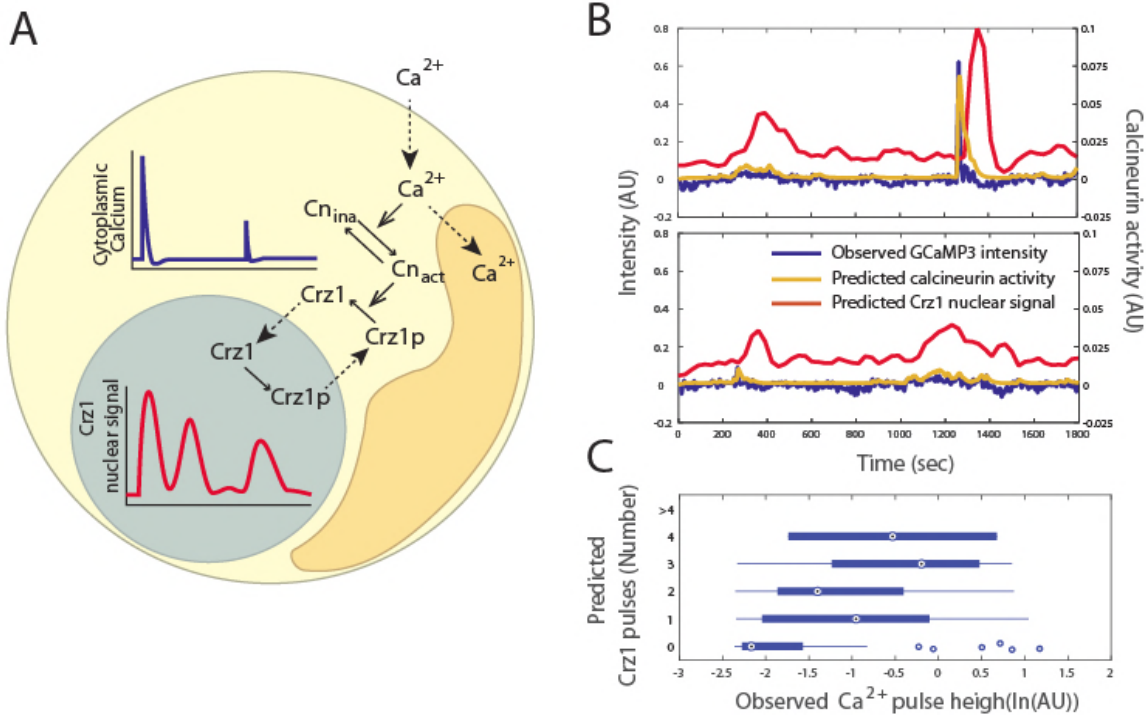 A
Ca2+
Ca2+
Cnina
Cnact
Ca2+
Crz1
Crz1p
Crz1
Crz1p
Cytoplasmic
Calcium
Crz1
nuclear signal
B
0.8
0.6
0.4
0.2
0
-0.2
0.1
0.075
0.05
0.025
0
-0.025
0.8
0.6
0.4
0.2
0
-0.2
0.1
0.075
0.05
0.025
0
-0.025
Intensity (AU)
Calcineurin activity (AU)
Observed GCaMP3 intensity
Predicted calcineurin activity
Predicted Crz1 nuclear signal
0 200 400 600 800 1000 1200 1400 1600 1800
Time (sec)
C
Predicted
Crz1 pulses (Number)
>4
4
3
2
1
0
-3 -2.5 -2 -1.5 -1 -0.5 0 0.5 1 1.5 2
Observed Ca2+ pulse heigh(ln(AU))